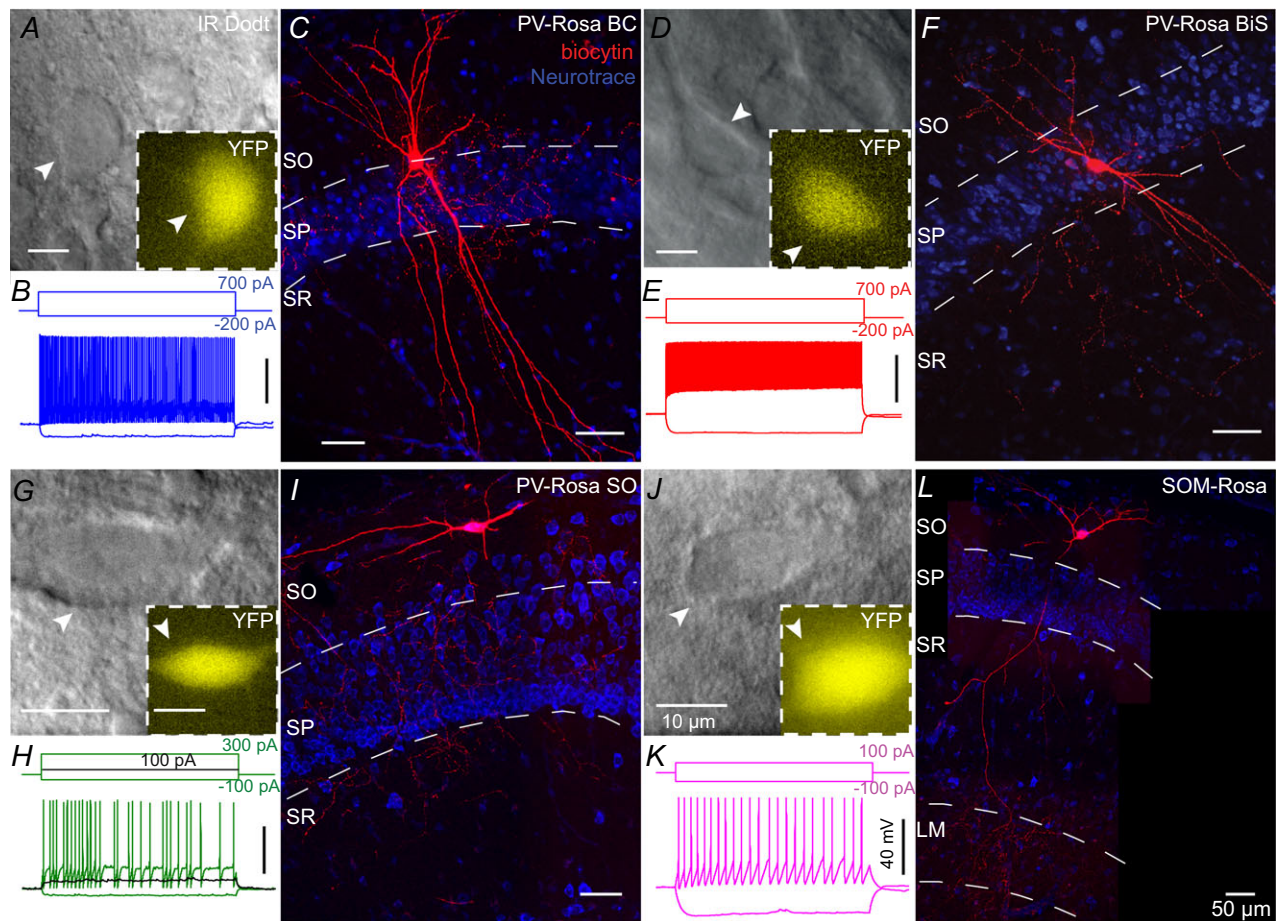 A
IR Dodt
YFP
B
700 pA
-200 pA
C
PV-Rosa BC
biocytin
Neurotrace
SO
SP
SR
D
YFP
E
700 pA
-200 pA
F
PV-Rosa BiS
SO
SP
SR
G
YFP
H
300 pA
100 pA
-100 pA
I
PV-Rosa SO
SO
SP
SR
J
YFP
10 µm
K
100 pA
-100 pA
40 mV
L
SOM-Rosa
SO
SP
SR
LM
50 µm